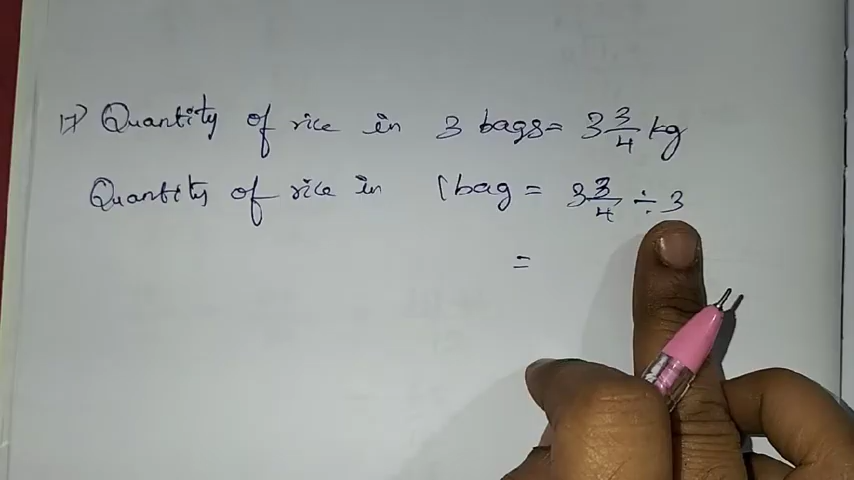 17) Quantity of rice in 3 bags = 3 3/4 kg
Quantity of rice in 1 bag = 3 3/4 ÷ 3
=